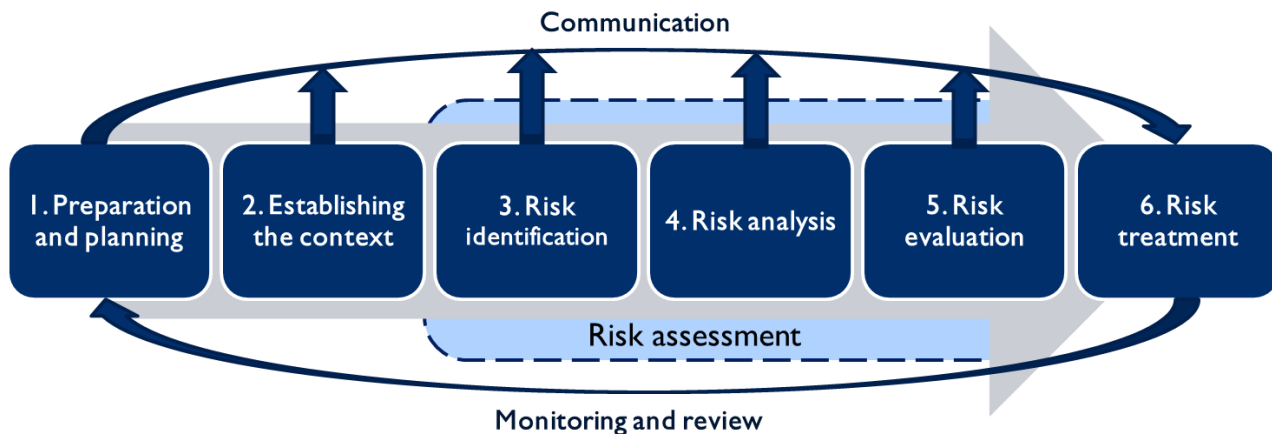 Communication
1. Preparation
and planning
2. Establishing
the context
3. Risk
identification
4. Risk analysis
5. Risk
evaluation
6. Risk
treatment
Risk assessment
Monitoring and review